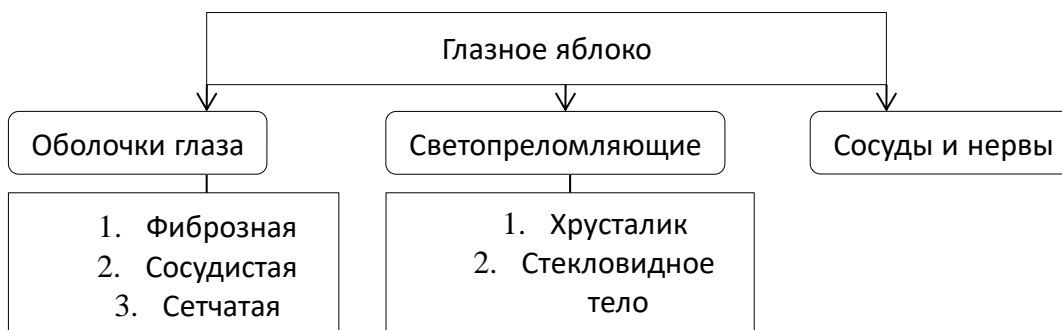 Глазное яблоко
Оболочки глаза
Светопреломляющие
Сосуды и нервы
1. Фиброзная
2. Сосудистая
3. Сетчатая
1. Хрусталик
2. Стекловидное
тело